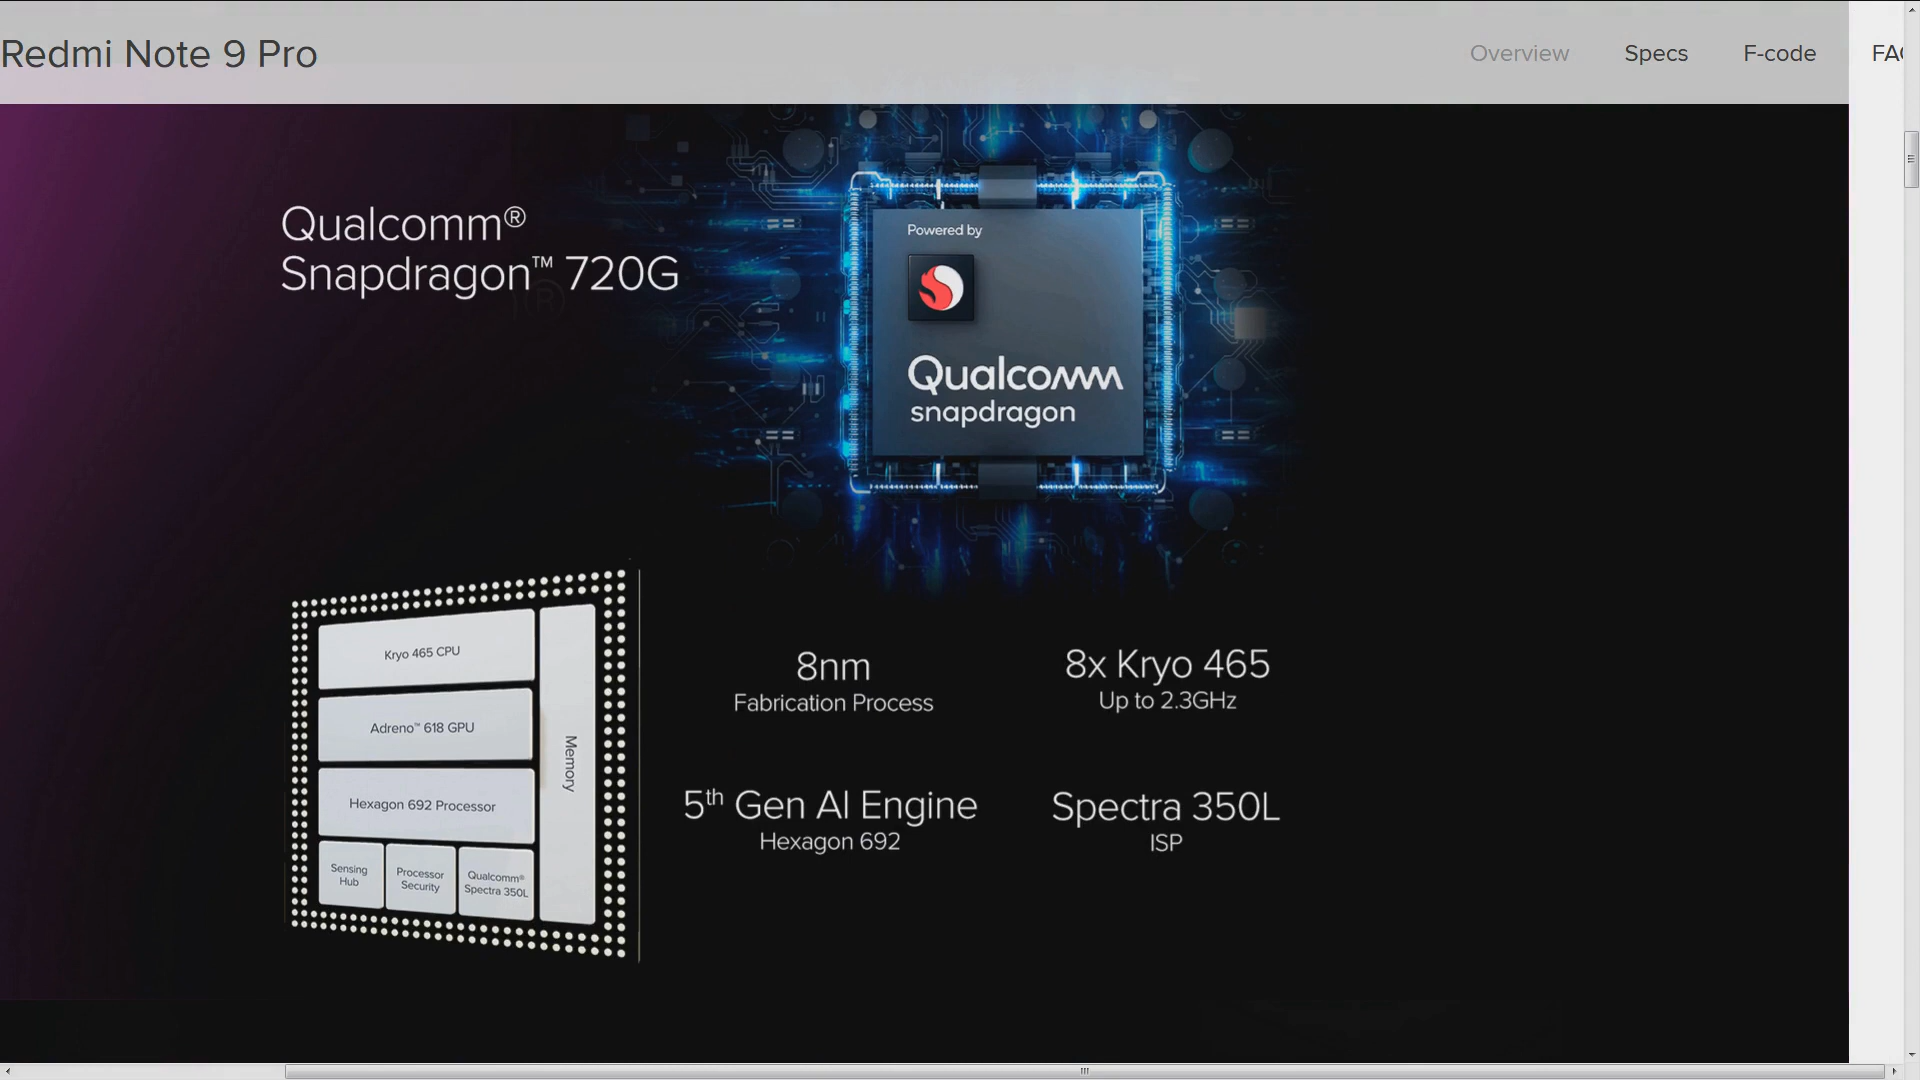 Redmi Note 9 Pro
Overview
Specs
F-code
Qualcomm®
Snapdragon™ 720G
Powered by
Qualcomm
snapdragon
Kryo 465 CPU
Adreno™ 618 GPU
Hexagon 692 Processor
Sensing
Hub
Processor
Security
Qualcomm®
Spectra 350L
Memory
8nm
Fabrication Process
8x Kryo 465
Up to 2.3GHz
5th Gen AI Engine
Hexagon 692
Spectra 350L
ISP